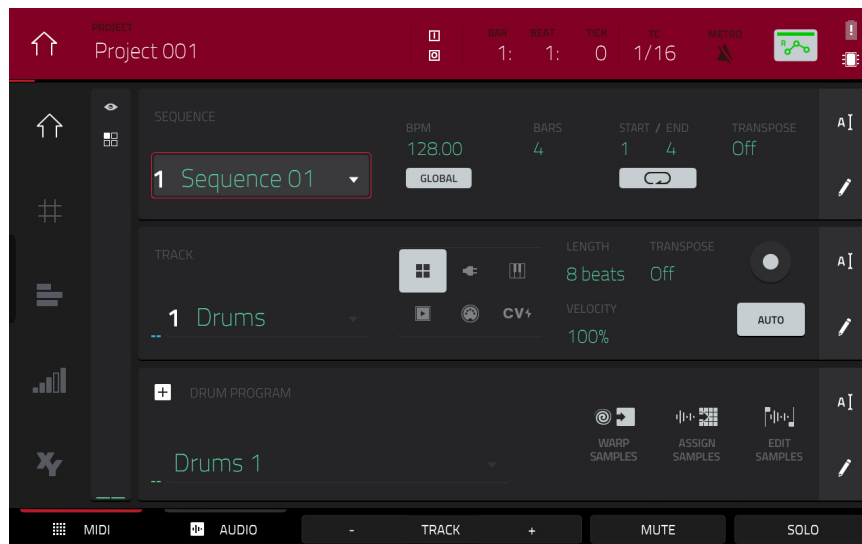 PROJECT
Project 001
BAR BEAT TICK TC METRO
1: 1: 0 1/16
R
SEQUENCE
1 Sequence 01
BPM BARS START / END TRANSPOSE
128.00 4 1 4 Off
GLOBAL
A
TRACK
1 Drums
CV
LENGTH TRANSPOSE
8 beats Off
VELOCITY
100%
AUTO
A
DRUM PROGRAM
Drums 1
WARP SAMPLES
ASSIGN SAMPLES
EDIT SAMPLES
A
XY
MIDI AUDIO - TRACK + MUTE SOLO